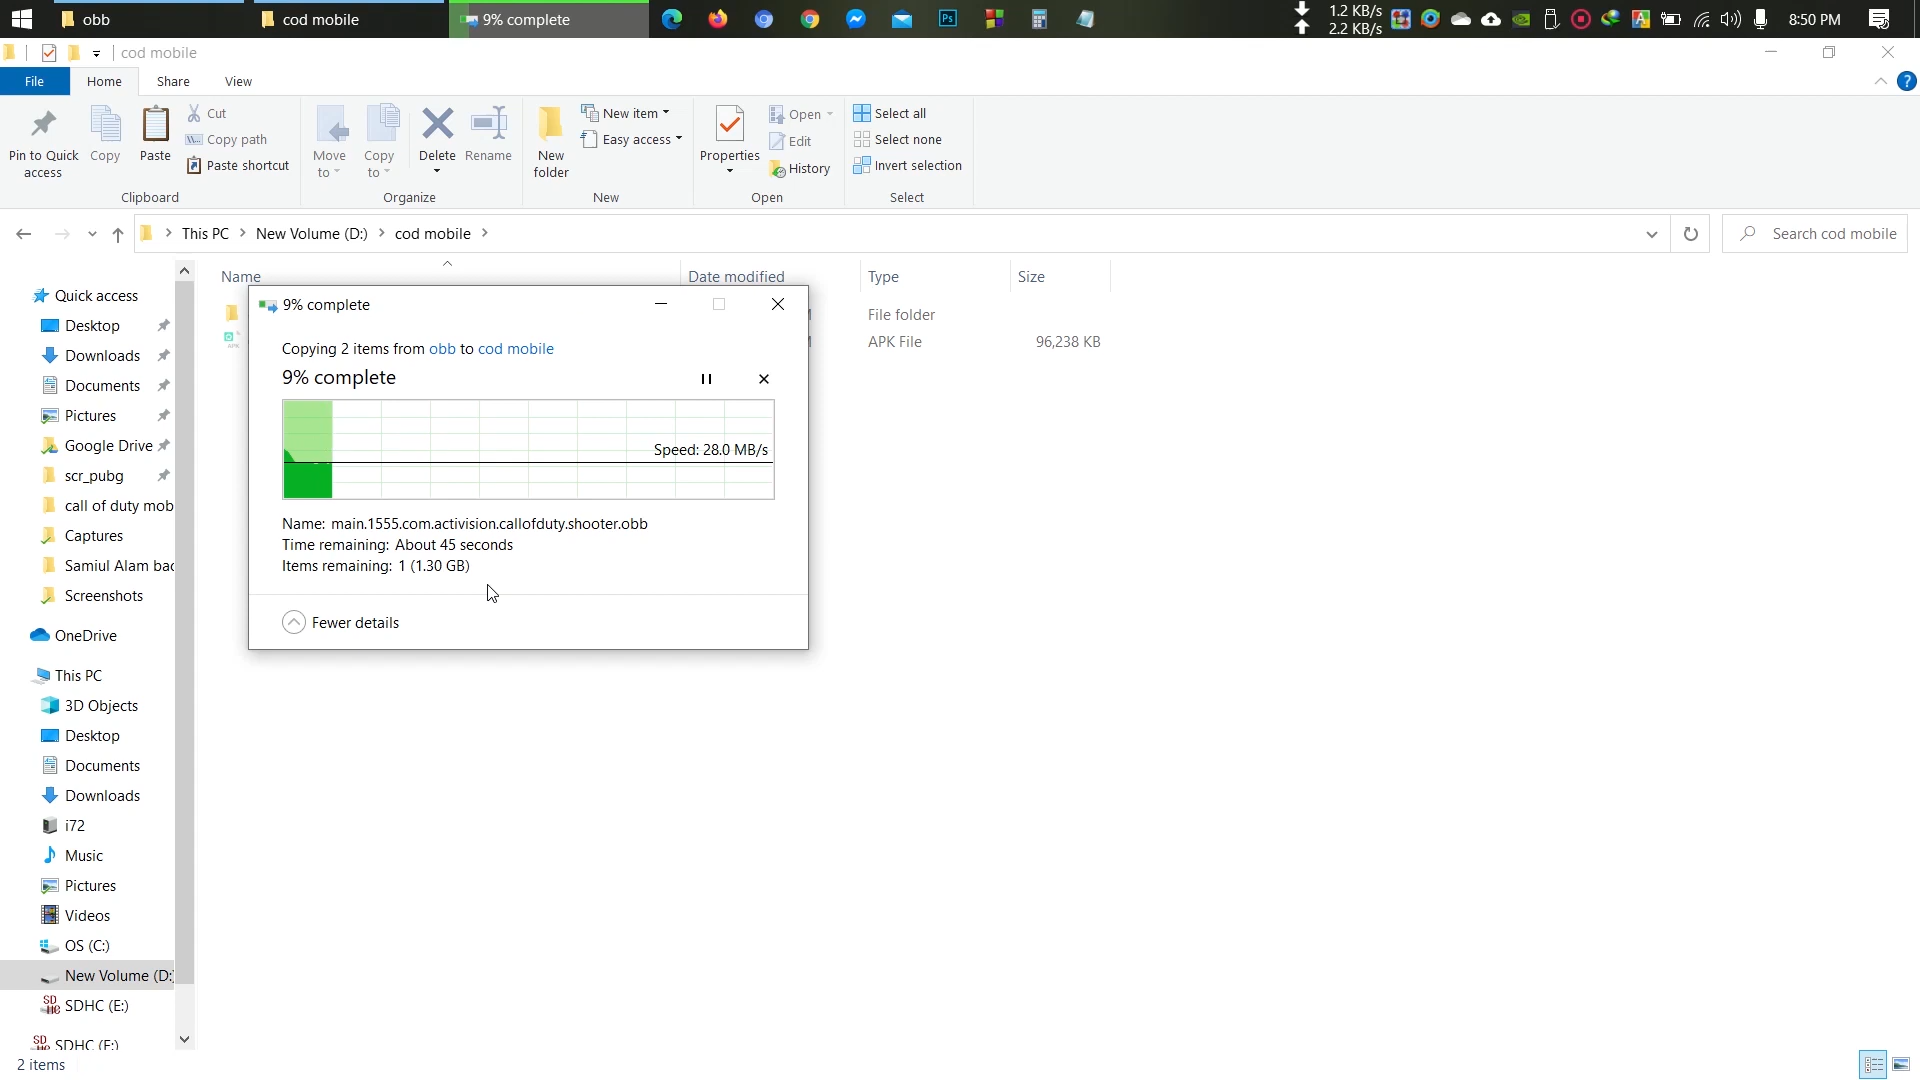 obb
cod mobile
9% complete
1.2 KB/s
2.2 KB/s
8:50 PM
cod mobile
File
Home
Share
View
Pin to Quick access
Copy
Paste
Cut
Copy path
Paste shortcut
Clipboard
Move to
Copy to
Delete
Rename
Organize
New folder
New item
Easy access
New
Properties
Open
Edit
History
Open
Select all
Select none
Invert selection
Select
This PC
New Volume (D:)
cod mobile
Search cod mobile
Name
Date modified
Type
Size
File folder
APK File
96,238 KB
Quick access
Desktop
Downloads
Documents
Pictures
Google Drive
scr_pubg
call of duty mob
Captures
Samiul Alam bac
Screenshots
OneDrive
This PC
3D Objects
Desktop
Documents
Downloads
i72
Music
Pictures
Videos
OS (C:)
New Volume (D:)
SDHC (E:)
SDHC (E:)
9% complete
Copying 2 items from obb to cod mobile
9% complete
Speed: 28.0 MB/s
Name: main.1555.com.activision.callofduty.shooter.obb
Time remaining: About 45 seconds
Items remaining: 1 (1.30 GB)
Fewer details
2 items